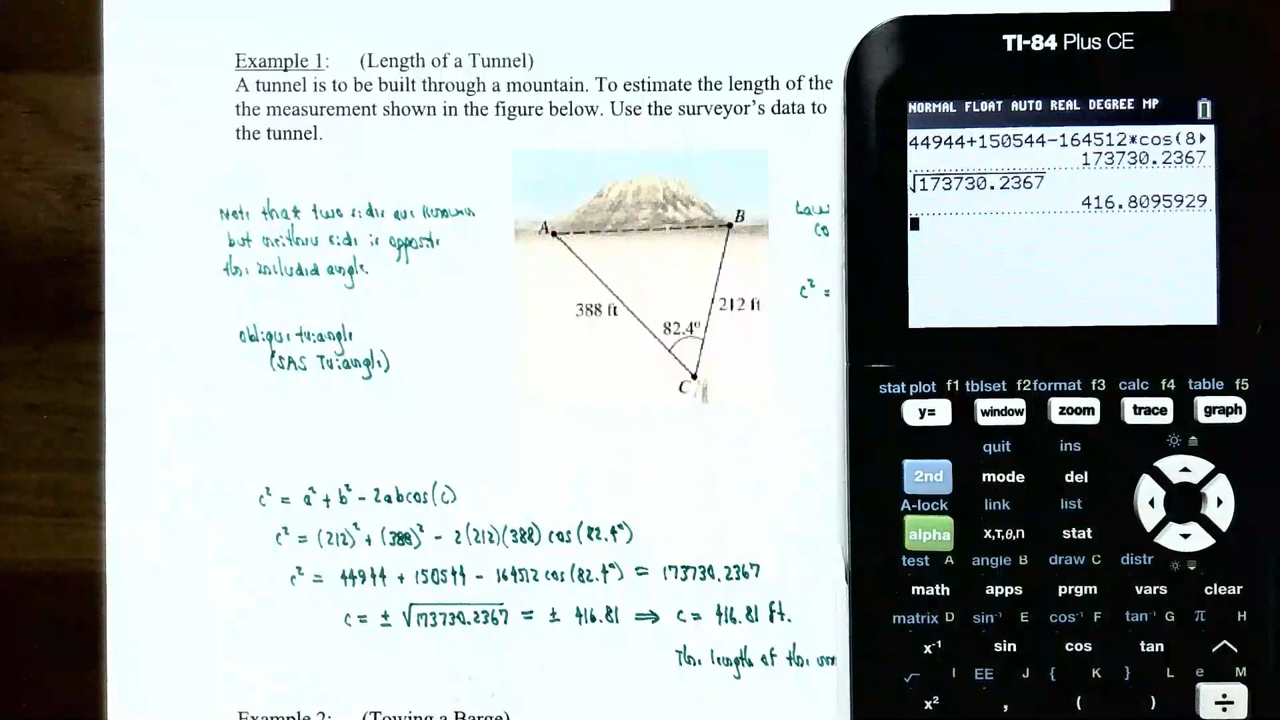 Example 1: (Length of a Tunnel)
A tunnel is to be built through a mountain. To estimate the length of the
the measurement shown in the figure below. Use the surveyor's data to
the tunnel.
Note that two sides are known
but neither side is opposite
the included angle
oblique triangle
(SAS Triangle)
A
B
388 ft
212 ft
82.4°
C
Law
Co
c² =
c² = a² + b² - 2abcos(C)
c² = (212)² + (388)² - 2(212)(388) cos(82.4°)
c² = 44944 + 150544 - 164512 cos(82.4°) = 173730.2367
c = ± √173730.2367 = ± 416.81 ⇒ c = 416.81 ft.
The length of the
Example 2: (Towing a Barge)
TI-84 Plus CE
NORMAL FLOAT AUTO REAL DEGREE MP
44944+150544-164512*cos(8
173730.2367
√173730.2367
416.8095929
stat plot f1 tblset f2 format f3 calc f4 table f5
y= window zoom trace graph
quit ins
2nd mode del
A-lock link list
alpha X,T,θ,n stat
test A angle B draw C distr
math apps prgm vars clear
matrix D sin⁻¹ E cos⁻¹ F tan⁻¹ G π H
x⁻¹ sin cos tan ^
√ I EE J { K } L e M
x² , ( ) ÷